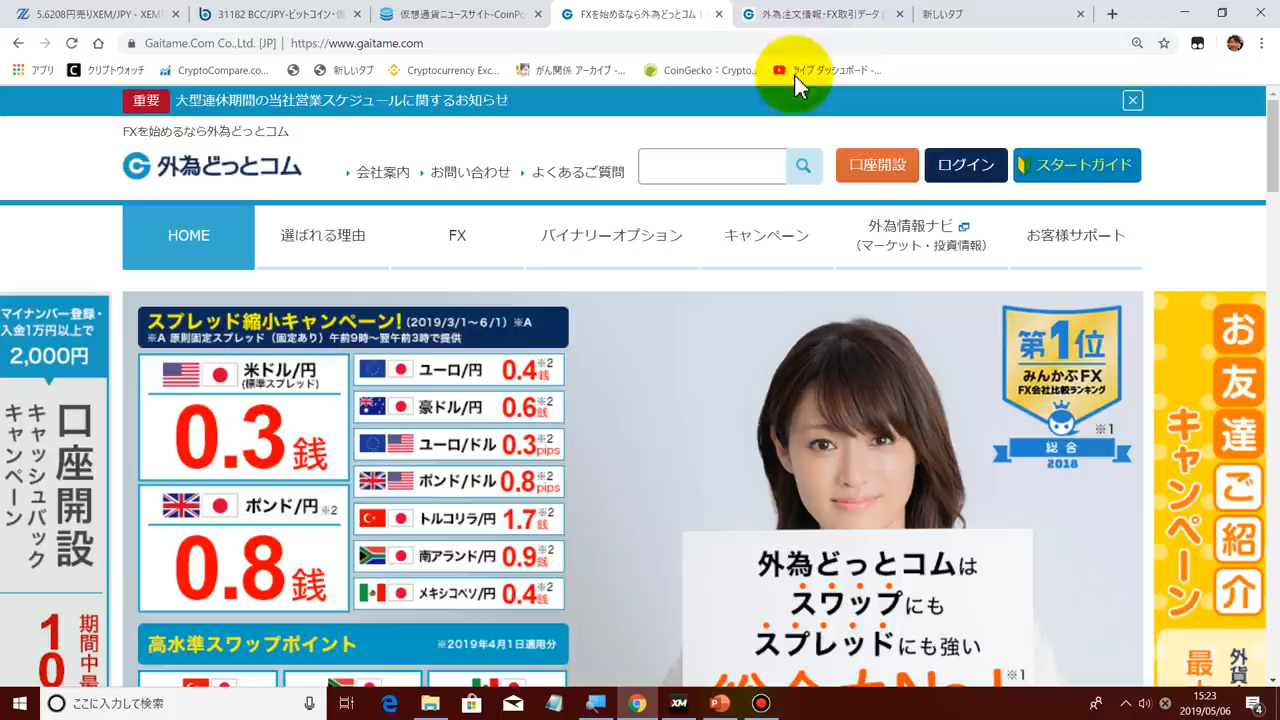 5.6208円売りXEM/JPY - XEM
31182 BCC/JPY-ビットコイン・仮
仮想通貨ニュースサイト-CoinPo
FXを始めるなら外為どっとコム |
外為注文情報-FX取引データ |
新しいタブ
Gaitame.Com Co.,Ltd. [JP] | https://www.gaitame.com
アプリ
クリプトウォッチ
CryptoCompare.co...
新しいタブ
Cryptocurrency Exc...
がん関係 アーカイブ -...
CoinGecko：Crypto...
イブ ダッシュボード -...
重要 大型連休期間の当社営業スケジュールに関するお知らせ
FXを始めるなら外為どっとコム
外為どっとコム
会社案内 お問い合わせ よくあるご質問
口座開設
ログイン
スタートガイド
HOME
選ばれる理由
FX
バイナリーオプション
キャンペーン
外為情報ナビ
（マーケット・投資情報）
お客様サポート
マイナンバー登録・
入金1万円以上で
2,000円
口座開設
キャッシュバック
キャンペーン
期間中最
10
スプレッド縮小キャンペーン! (2019/3/1～6/1) ※A
※A 原則固定スプレッド（固定あり）午前9時～翌午前3時で提供
米ドル/円
(標準スプレッド)
0.3銭
ポンド/円※2
0.8銭
ユーロ/円 0.4※2銭
豪ドル/円 0.6※2銭
ユーロ/ドル 0.3※2pips
ポンド/ドル 0.8※2pips
トルコリラ/円 1.7※2銭
南アランド/円 0.9※2銭
メキシコペソ/円 0.4※2銭
高水準スワップポイント ※2019年4月1日適用分
第1位
みんかぶFX
FX会社比較ランキング
総合
2018
※1
外為どっとコムは
スワップにも
スプレッドにも強い
総合力No.1※1
お友達ご紹介
キャンペーン
最
外貨
ここに入力して検索
15:23
2019/05/06
4